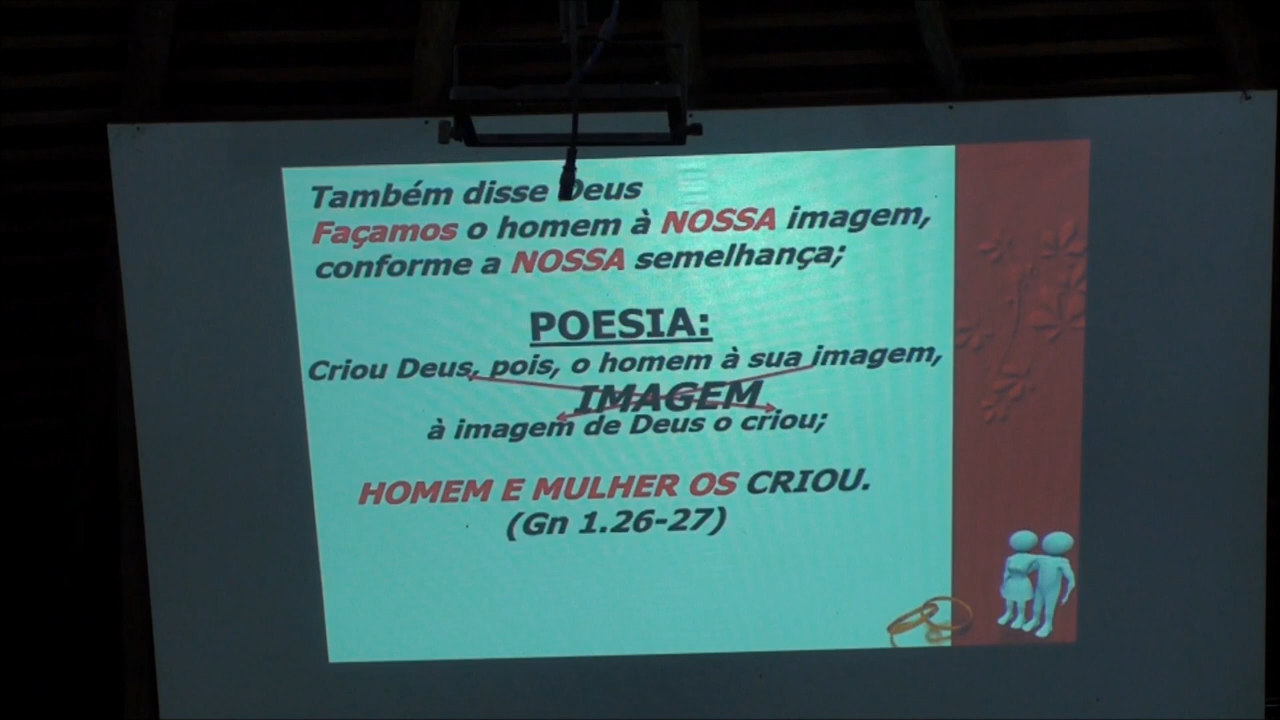 Também disse Deus
Façamos o homem à NOSSA imagem,
conforme a NOSSA semelhança;
POESIA:
Criou Deus, pois, o homem à sua imagem,
IMAGEM
à imagem de Deus o criou;
HOMEM E MULHER OS CRIOU.
(Gn 1.26-27)